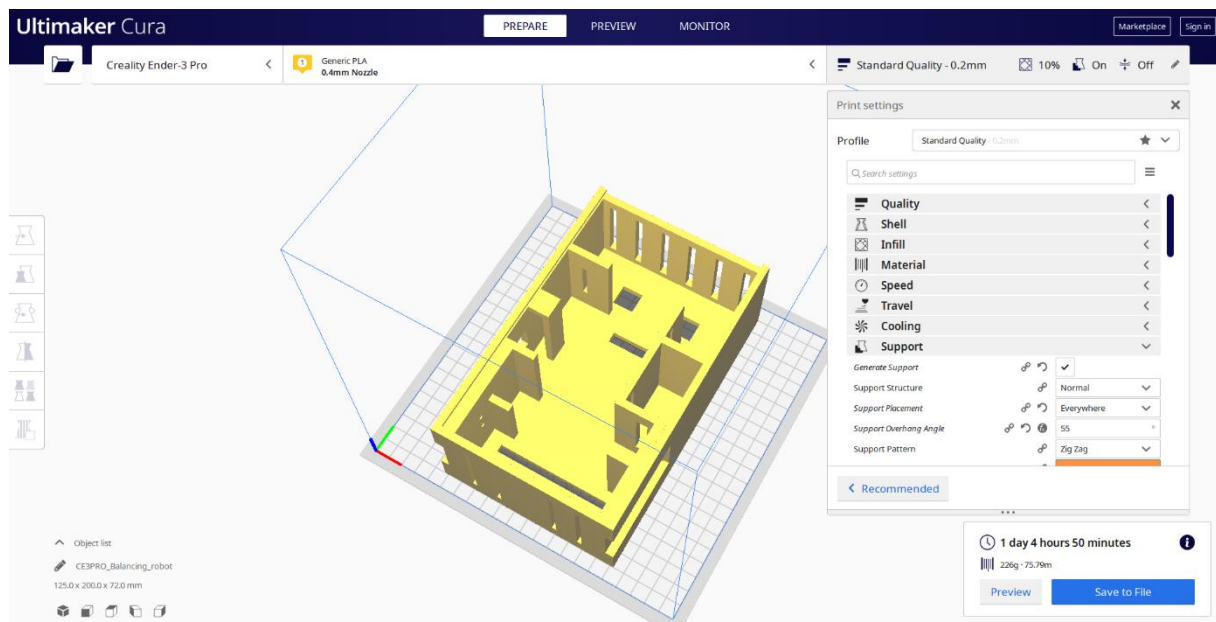 Ultimaker Cura
PREPARE PREVIEW MONITOR
Marketplace Sign in
Creality Ender-3 Pro
1
Generic PLA
0.4mm Nozzle
Standard Quality - 0.2mm 10% On Off
Print settings
Profile Standard Quality - 0.2mm
Search settings
Quality
Shell
Infill
Material
Speed
Travel
Cooling
Support
Generate Support
Support Structure Normal
Support Placement Everywhere
Support Overhang Angle 55 °
Support Pattern Zig Zag
Recommended
Object list
CE3PRO_Balancing_robot
125.0 x 200.0 x 72.0 mm
1 day 4 hours 50 minutes
226g · 75.79m
Preview Save to File